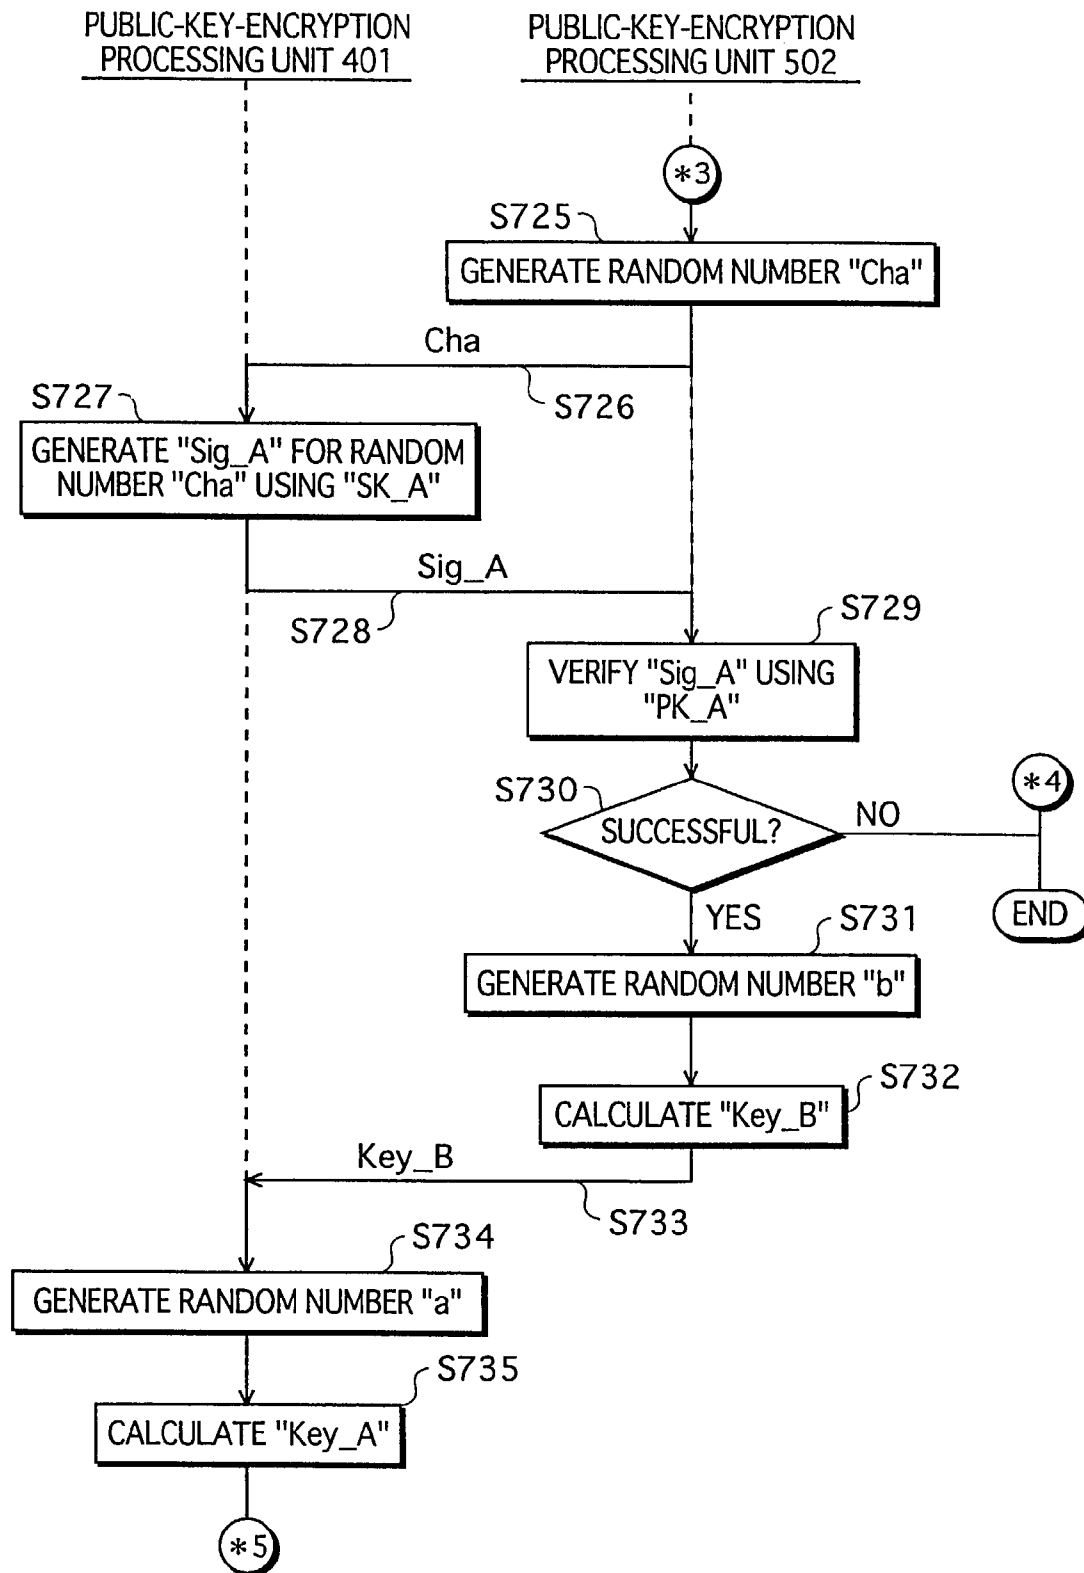 PUBLIC-KEY-ENCRYPTION
PROCESSING UNIT 401
PUBLIC-KEY-ENCRYPTION
PROCESSING UNIT 502
*3
S725
GENERATE RANDOM NUMBER "Cha"
Cha
S726
S727
GENERATE "Sig_A" FOR RANDOM
NUMBER "Cha" USING "SK_A"
Sig_A
S728
S729
VERIFY "Sig_A" USING
"PK_A"
S730
SUCCESSFUL?
NO
*4
END
YES
S731
GENERATE RANDOM NUMBER "b"
S732
CALCULATE "Key_B"
Key_B
S733
S734
GENERATE RANDOM NUMBER "a"
S735
CALCULATE "Key_A"
*5